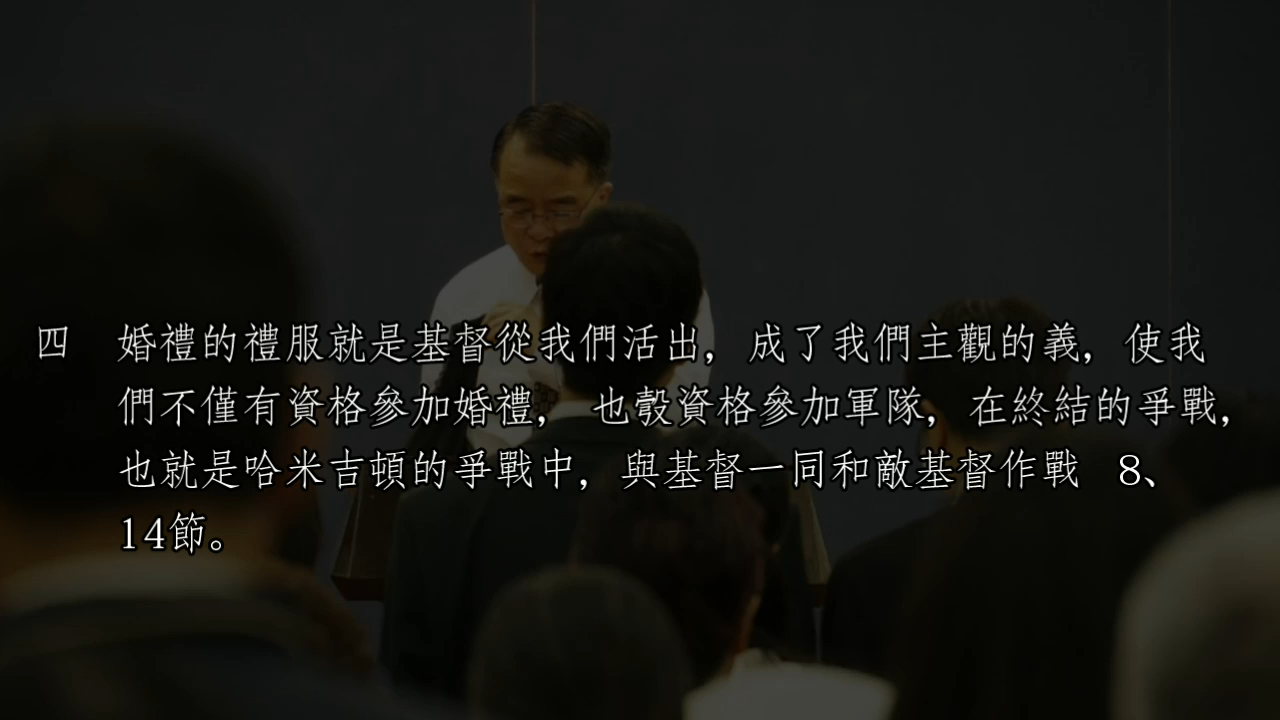 四 婚禮的禮服就是基督從我們活出，成了我們主觀的義，使我
們不僅有資格參加婚禮，也彀資格參加軍隊，在終結的爭戰，
也就是哈米吉頓的爭戰中，與基督一同和敵基督作戰 8、
14節。